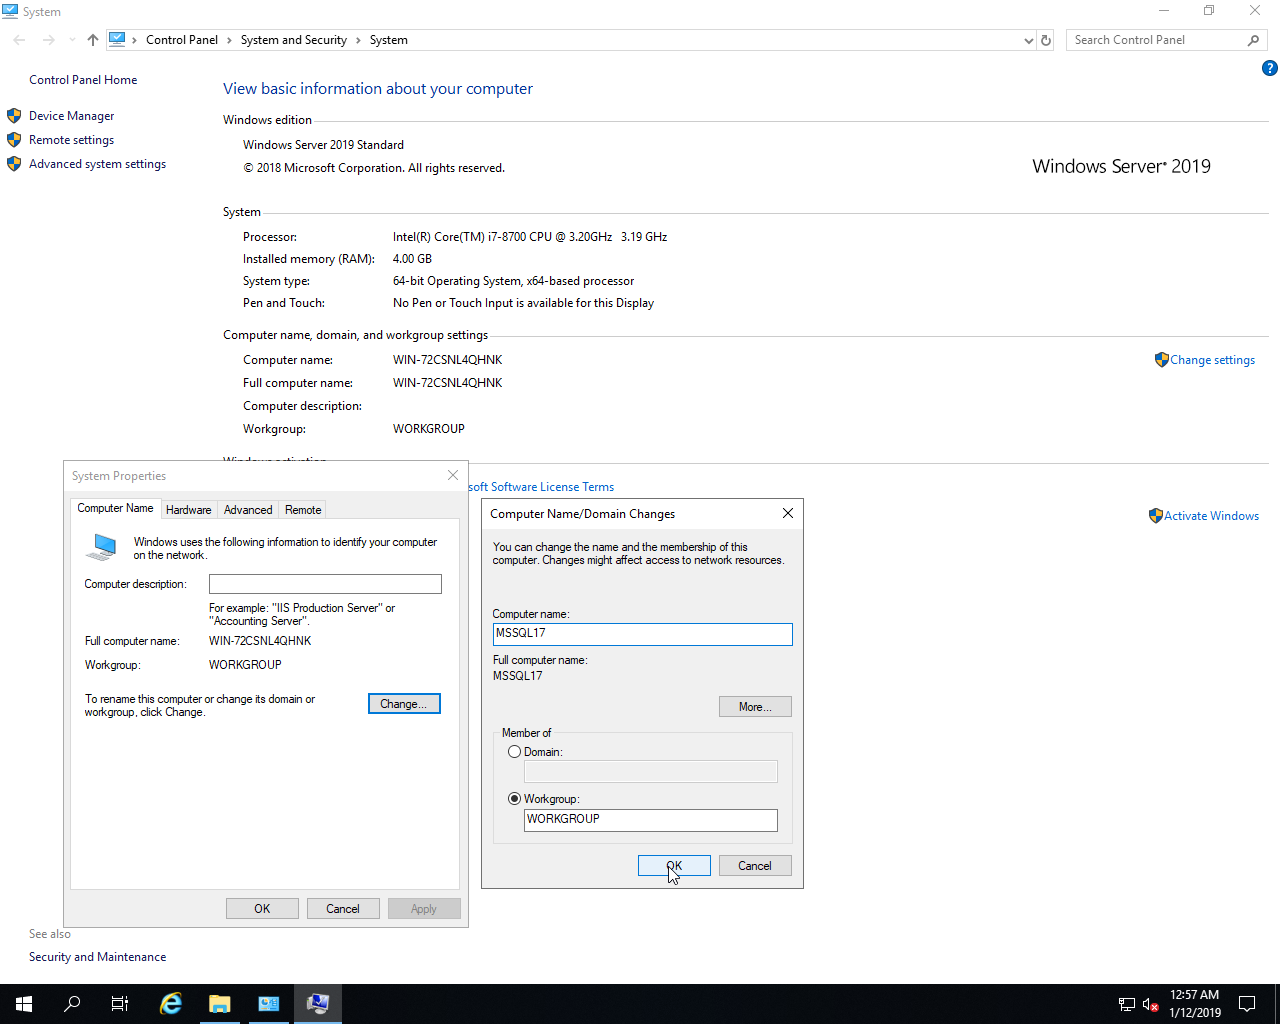 System
Control Panel
System and Security
System
Search Control Panel
Control Panel Home
Device Manager
Remote settings
Advanced system settings
View basic information about your computer
Windows edition
Windows Server 2019 Standard
© 2018 Microsoft Corporation. All rights reserved.
Windows Server® 2019
System
Processor: Intel(R) Core(TM) i7-8700 CPU @ 3.20GHz 3.19 GHz
Installed memory (RAM): 4.00 GB
System type: 64-bit Operating System, x64-based processor
Pen and Touch: No Pen or Touch Input is available for this Display
Computer name, domain, and workgroup settings
Computer name: WIN-72CSNL4QHNK
Change settings
Full computer name: WIN-72CSNL4QHNK
Computer description:
Workgroup: WORKGROUP
Windows activation
Software License Terms
Activate Windows
System Properties
Computer Name
Hardware
Advanced
Remote
Windows uses the following information to identify your computer
on the network.
Computer description:
For example: "IIS Production Server" or
"Accounting Server".
Full computer name: WIN-72CSNL4QHNK
Workgroup: WORKGROUP
To rename this computer or change its domain or
workgroup, click Change.
Change...
OK
Cancel
Apply
Computer Name/Domain Changes
You can change the name and the membership of this
computer. Changes might affect access to network resources.
Computer name:
MSSQL17
Full computer name:
MSSQL17
More...
Member of
Domain:
Workgroup:
WORKGROUP
OK
Cancel
See also
Security and Maintenance
12:57 AM
1/12/2019